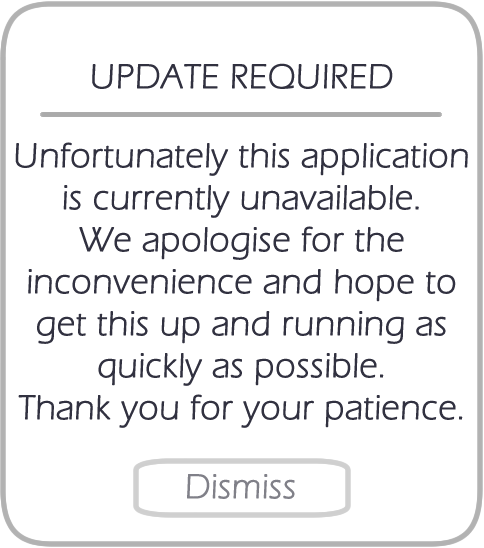 UPDATE REQUIRED
Unfortunately this application
is currently unavailable.
We apologise for the
inconvenience and hope to
get this up and running as
quickly as possible.
Thank you for your patience.
Dismiss